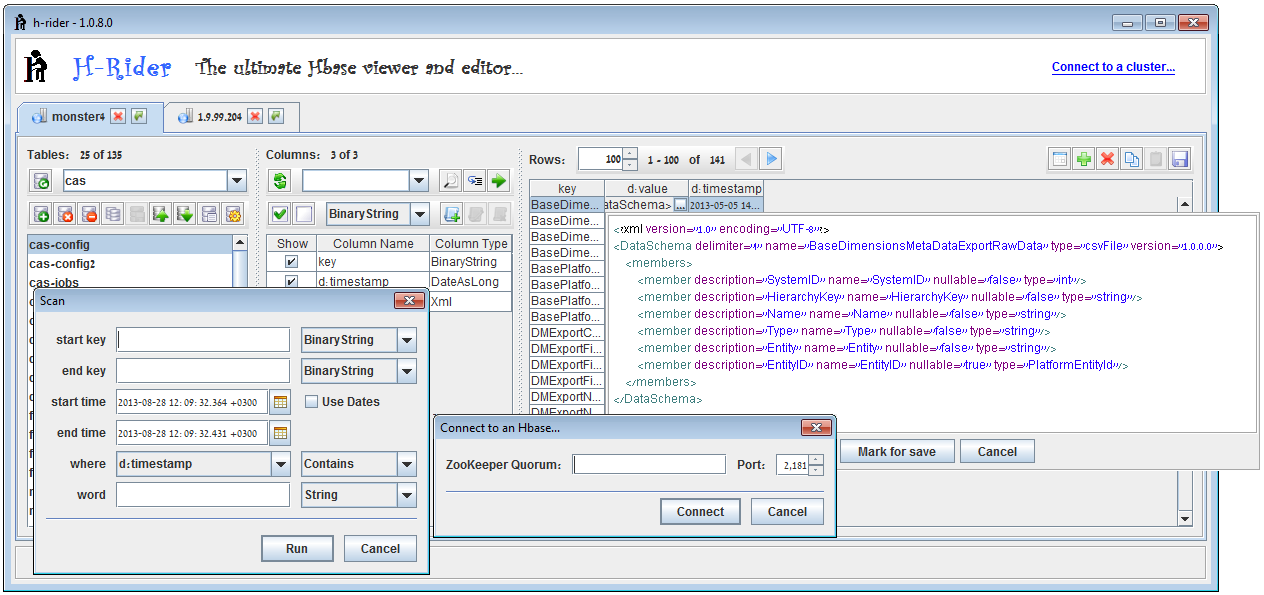 h-rider - 1.0.8.0
H-Rider The ultimate Hbase viewer and editor...
Connect to a cluster...
monster4
1.9.99.204
Tables: 25 of 135
Columns: 3 of 3
Rows: 100 1 - 100 of 141
cas
BinaryString
key d:value d:timestamp
BaseDime... ataSchema> ... 2013-05-05 14....
BaseDime...
BaseDime...
BaseDime...
BasePlatfo...
BasePlatfo...
BasePlatfo...
BasePlatfo...
DMExportC...
DMExportFi...
DMExportFi...
DMExportFi...
DMExportN...
DMExportN...
cas-config
cas-config2
cas-jobs
Show Column Name Column Type
key BinaryString
d:timestamp DateAsLong
Xml
<?xml version="1.0" encoding="UTF-8"?>
<DataSchema delimiter="," name="BaseDimensionsMetaDataExportRawData" type="csvFile" version="1.0.0.0">
<members>
<member description="SystemID" name="SystemID" nullable="false" type="int"/>
<member description="HierarchyKey" name="HierarchyKey" nullable="false" type="string"/>
<member description="Name" name="Name" nullable="false" type="string"/>
<member description="Type" name="Type" nullable="false" type="string"/>
<member description="Entity" name="Entity" nullable="false" type="string"/>
<member description="EntityID" name="EntityID" nullable="true" type="PlatformEntityId"/>
</members>
</DataSchema>
Mark for save Cancel
Scan
start key BinaryString
end key BinaryString
start time 2013-08-28 12:09:32.364 +0300 Use Dates
end time 2013-08-28 12:09:32.431 +0300
where d:timestamp Contains
word String
Run Cancel
Connect to an Hbase...
ZooKeeper Quorum: Port: 2,181
Connect Cancel